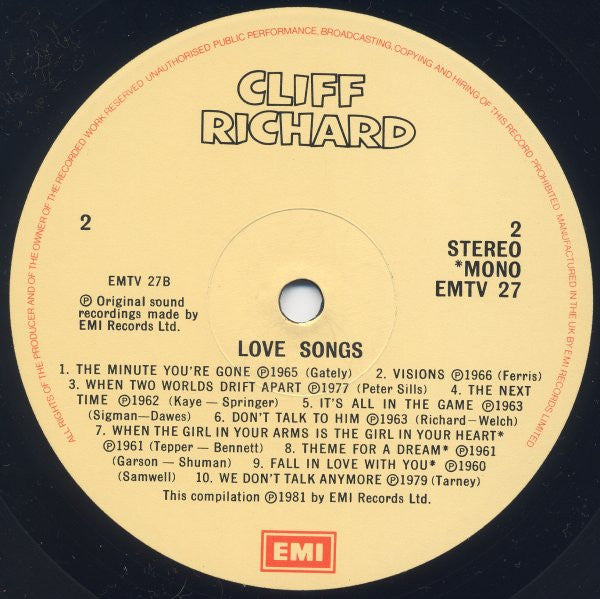 ALL RIGHTS OF THE PRODUCER AND OF THE OWNER OF THE RECORDED WORK RESERVED UNAUTHORISED PUBLIC PERFORMANCE, BROADCASTING, COPYING AND HIRING OF THIS RECORD PROHIBITED MANUFACTURED IN THE UK BY EMI RECORDS LIMITED
CLIFF
RICHARD
2
2
STEREO
*MONO
EMTV 27
EMTV 27B
℗ Original sound
recordings made by
EMI Records Ltd.
LOVE SONGS
1. THE MINUTE YOU'RE GONE ℗1965 (Gately) 2. VISIONS ℗1966 (Ferris)
3. WHEN TWO WORLDS DRIFT APART ℗1977 (Peter Sills) 4. THE NEXT
TIME ℗1962 (Kaye – Springer) 5. IT'S ALL IN THE GAME ℗1963
(Sigman–Dawes) 6. DON'T TALK TO HIM ℗1963 (Richard–Welch)
7. WHEN THE GIRL IN YOUR ARMS IS THE GIRL IN YOUR HEART*
℗1961 (Tepper – Bennett) 8. THEME FOR A DREAM* ℗1961
(Garson – Shuman) 9. FALL IN LOVE WITH YOU* ℗1960
(Samwell) 10. WE DON'T TALK ANYMORE ℗1979 (Tarney)
This compilation ℗1981 by EMI Records Ltd.
EMI